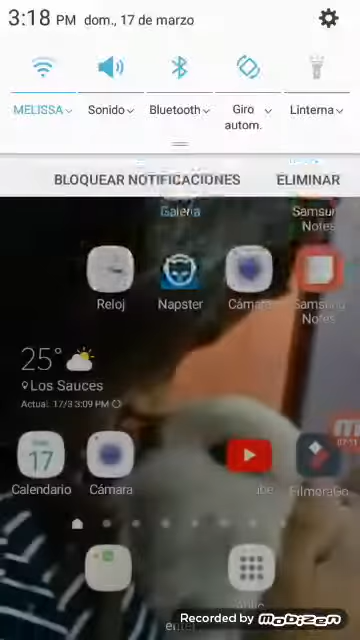 3:18 PM dom., 17 de marzo
MELISSA Sonido Bluetooth Giro autom. Linterna
BLOQUEAR NOTIFICACIONES ELIMINAR
Galería Samsung Notes
Reloj Napster Cámara Samsung Notes
25°
Los Sauces
Actual. 17/3 3:09 PM
17
Calendario Cámara ube FilmoraGo
Recorded by mobizen